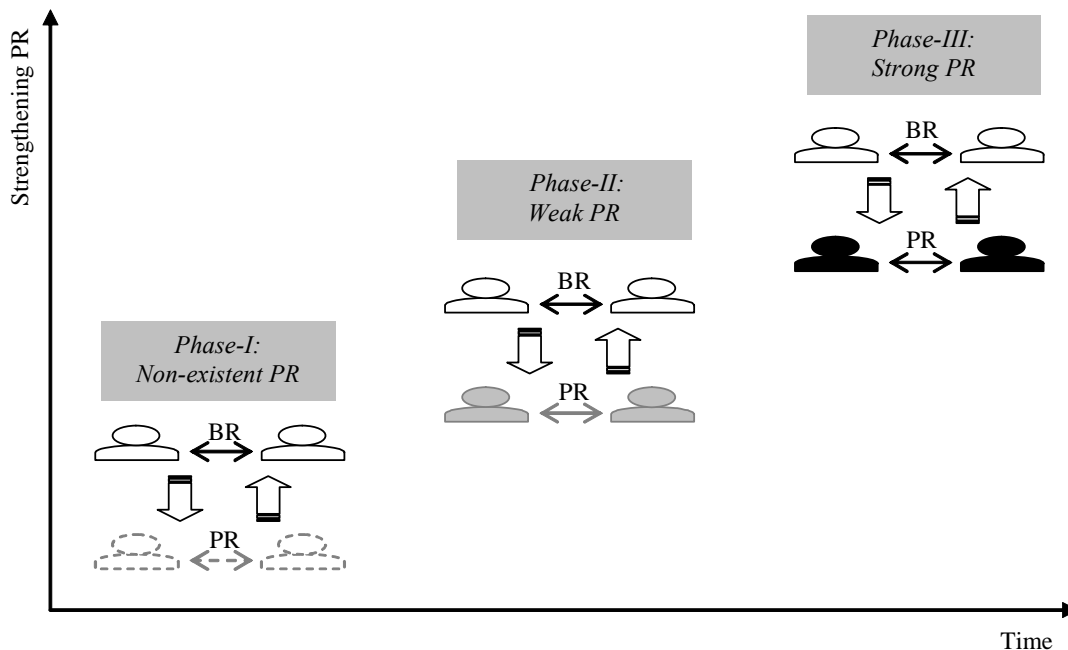 Strengthening PR
Phase-I:
Non-existent PR
BR
PR
Phase-II:
Weak PR
BR
PR
Phase-III:
Strong PR
BR
PR
Time